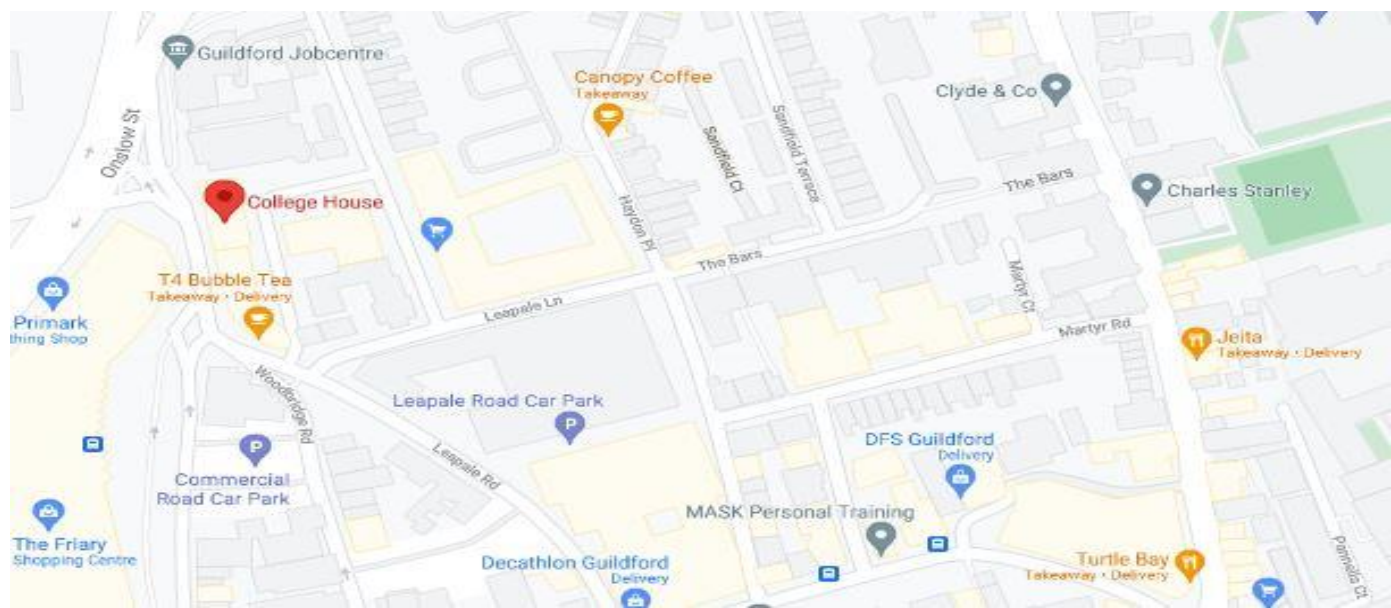 Guildford Jobcentre
Onslow St
College House
T4 Bubble Tea
Takeaway • Delivery
Primark
thing Shop
Canopy Coffee
Takeaway
Clyde & Co
Charles Stanley
Sandfield Ct
Sandfield Terrace
Haydon Pl
The Bars
The Bars
Leapale Ln
Martyr Ct
Martyr Rd
Jeita
Takeaway • Delivery
Woodbridge Rd
Leapale Road Car Park
P
P
Commercial
Road Car Park
Leapale Rd
DFS Guildford
Delivery
MASK Personal Training
The Friary
Shopping Centre
Decathlon Guildford
Delivery
Turtle Bay
Takeaway • Delivery